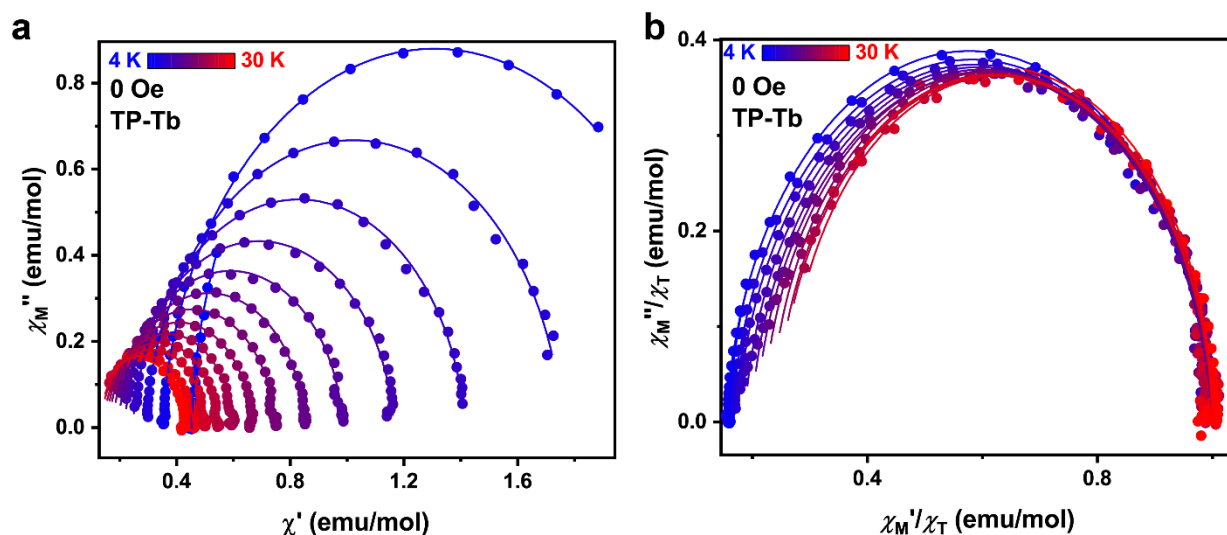 a
4 K 30 K
0 Oe
TP-Tb
χM'' (emu/mol)
0.8
0.6
0.4
0.2
0.0
0.4 0.8 1.2 1.6
χ' (emu/mol)
b
4 K 30 K
0 Oe
TP-Tb
χM''/χT (emu/mol)
0.4
0.2
0.0
0.4 0.8
χM'/χT (emu/mol)